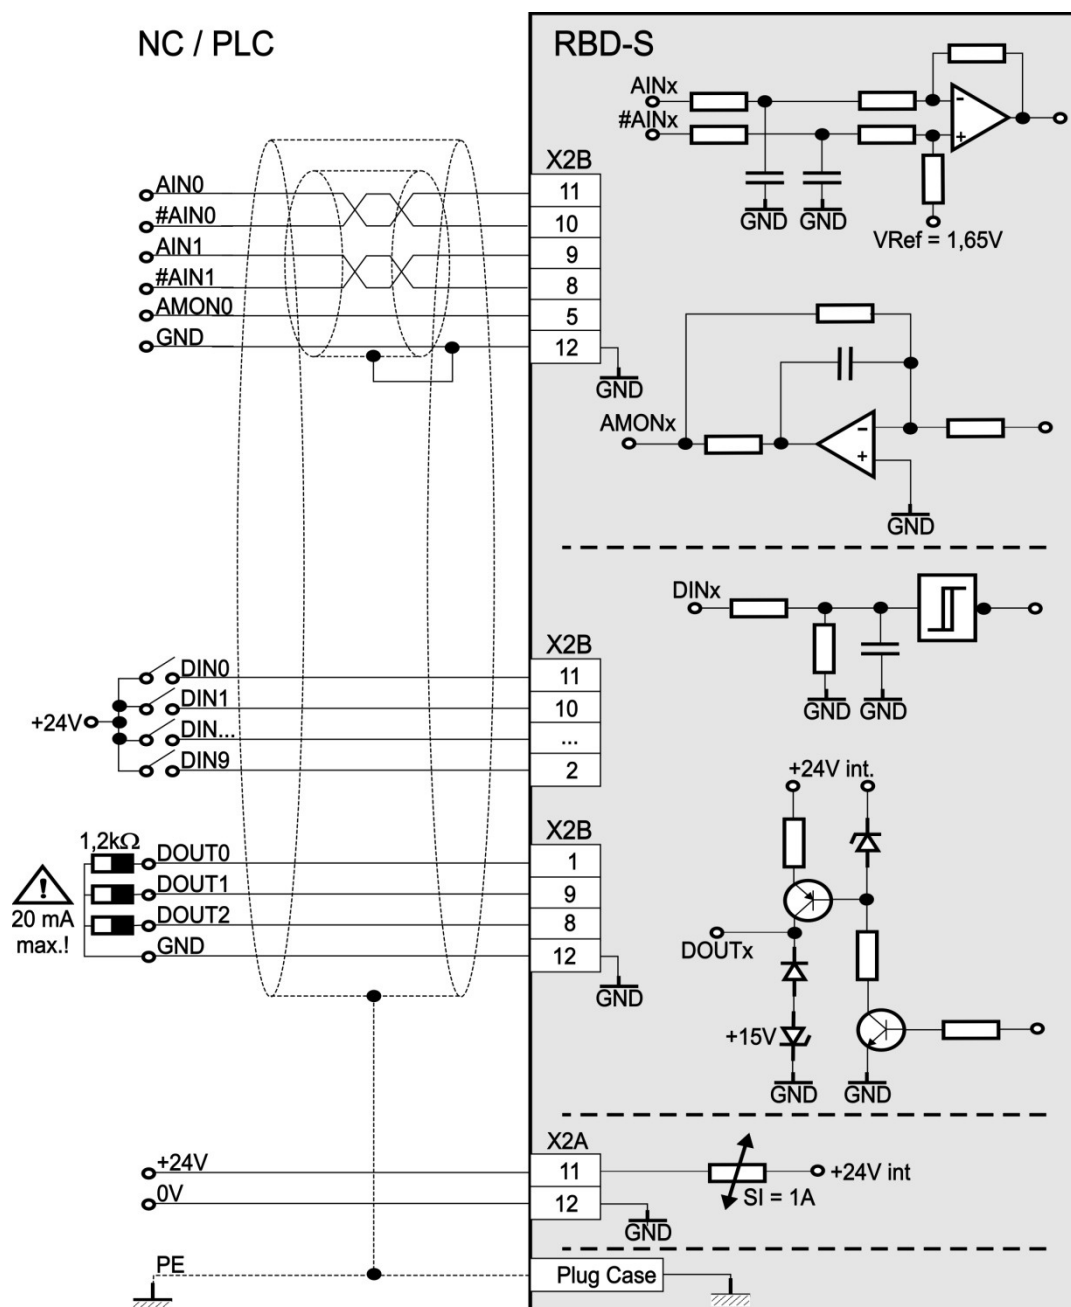 NC / PLC
RBD-S
AINx
#AINx
GND
GND
VRef = 1,65V
X2B
AIN0
11
#AIN0
10
AIN1
9
#AIN1
8
AMON0
5
GND
12
GND
AMONx
GND
DINx
GND
GND
X2B
DIN0
11
DIN1
10
+24V
DIN...
...
DIN9
2
+24V int.
X2B
1,2kΩ
DOUT0
1
DOUT1
9
20 mA
max.!
DOUT2
8
GND
12
GND
DOUTx
+15V
GND
GND
X2A
+24V
11
+24V int
SI = 1A
0V
12
GND
PE
Plug Case